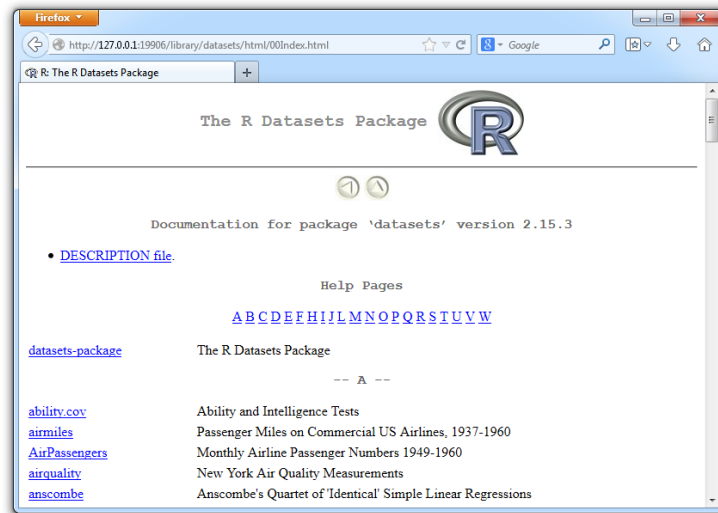 Firefox
http://127.0.0.1:19906/library/datasets/html/00Index.html
8 Google
R: The R Datasets Package
+
The R Datasets Package R
Documentation for package ‘datasets’ version 2.15.3
• DESCRIPTION file.
Help Pages
A B C D E F H I J L M N O P Q R S T U V W
datasets-package The R Datasets Package
-- A --
ability.cov Ability and Intelligence Tests
airmiles Passenger Miles on Commercial US Airlines, 1937-1960
AirPassengers Monthly Airline Passenger Numbers 1949-1960
airquality New York Air Quality Measurements
anscombe Anscombe's Quartet of 'Identical' Simple Linear Regressions